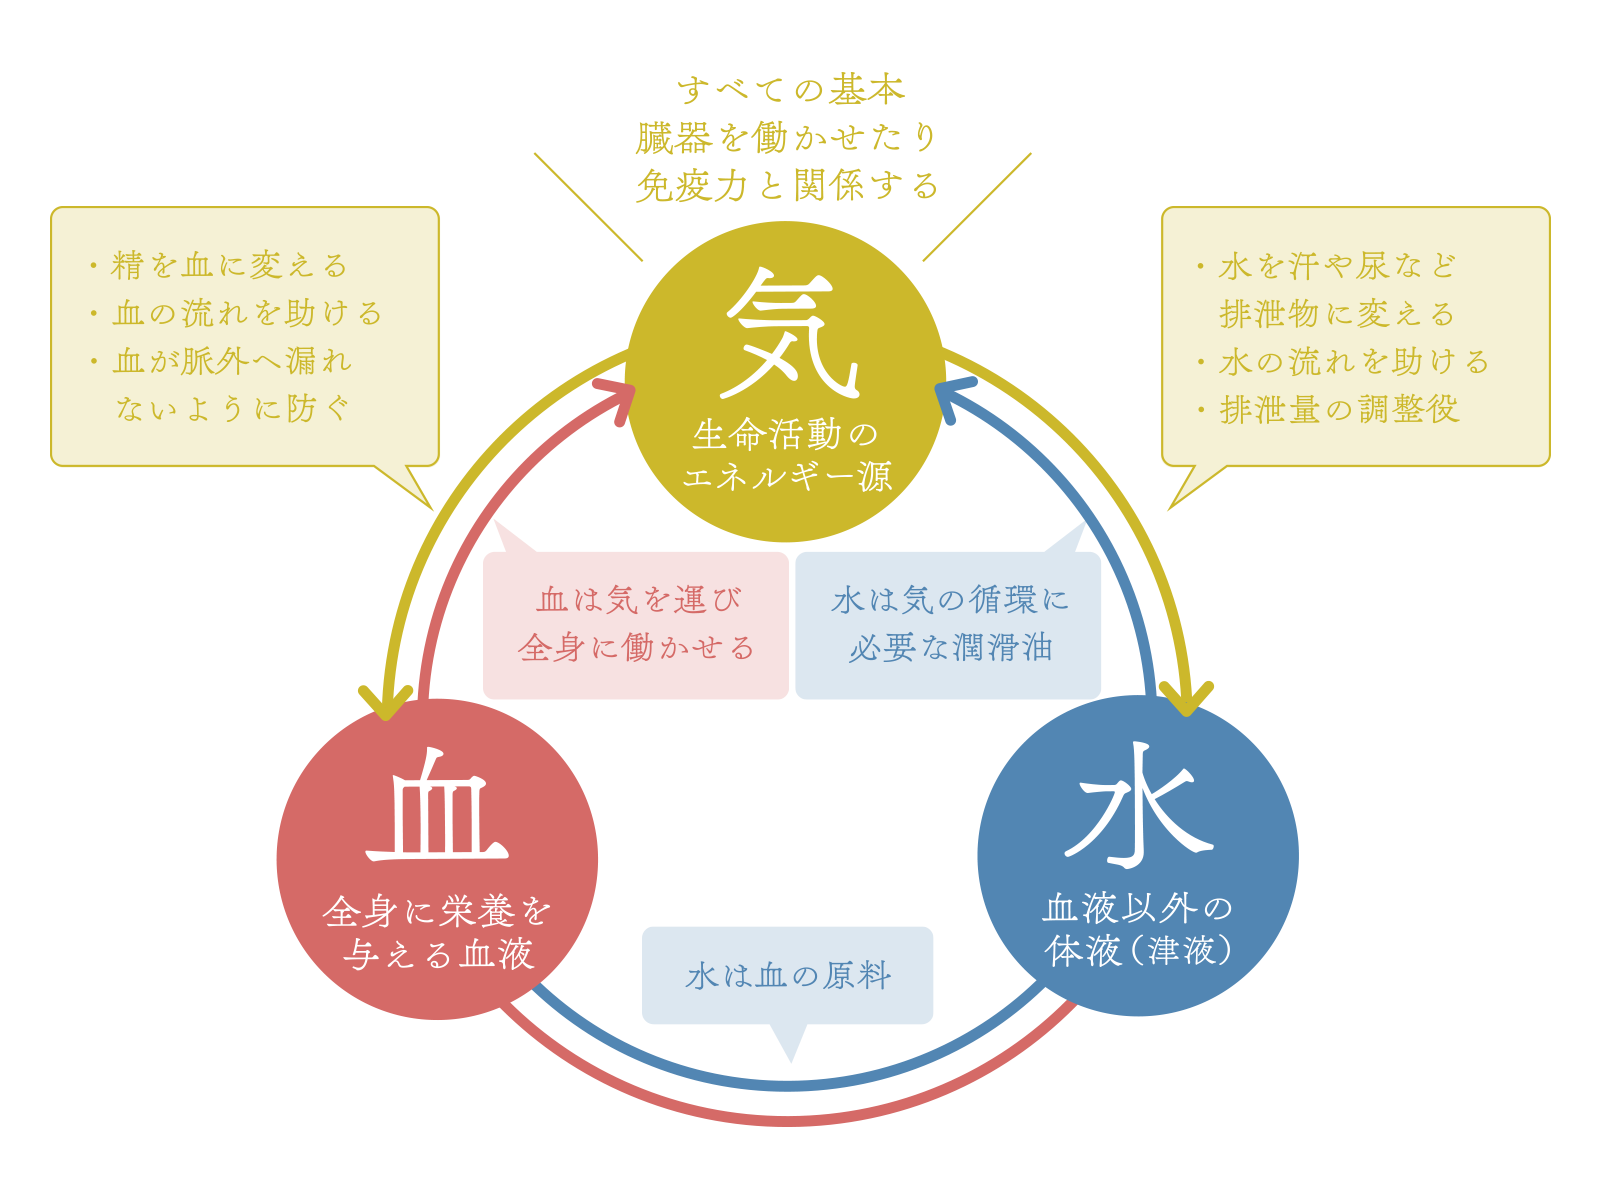 すべての基本
臓器を働かせたり
免疫力と関係する
・精を血に変える
・血の流れを助ける
・血が脈外へ漏れ
ないように防ぐ
・水を汗や尿など
排泄物に変える
・水の流れを助ける
・排泄量の調整役
気
生命活動の
エネルギー源
血は気を運び
全身に働かせる
水は気の循環に
必要な潤滑油
血
全身に栄養を
与える血液
水
血液以外の
体液(津液)
水は血の原料